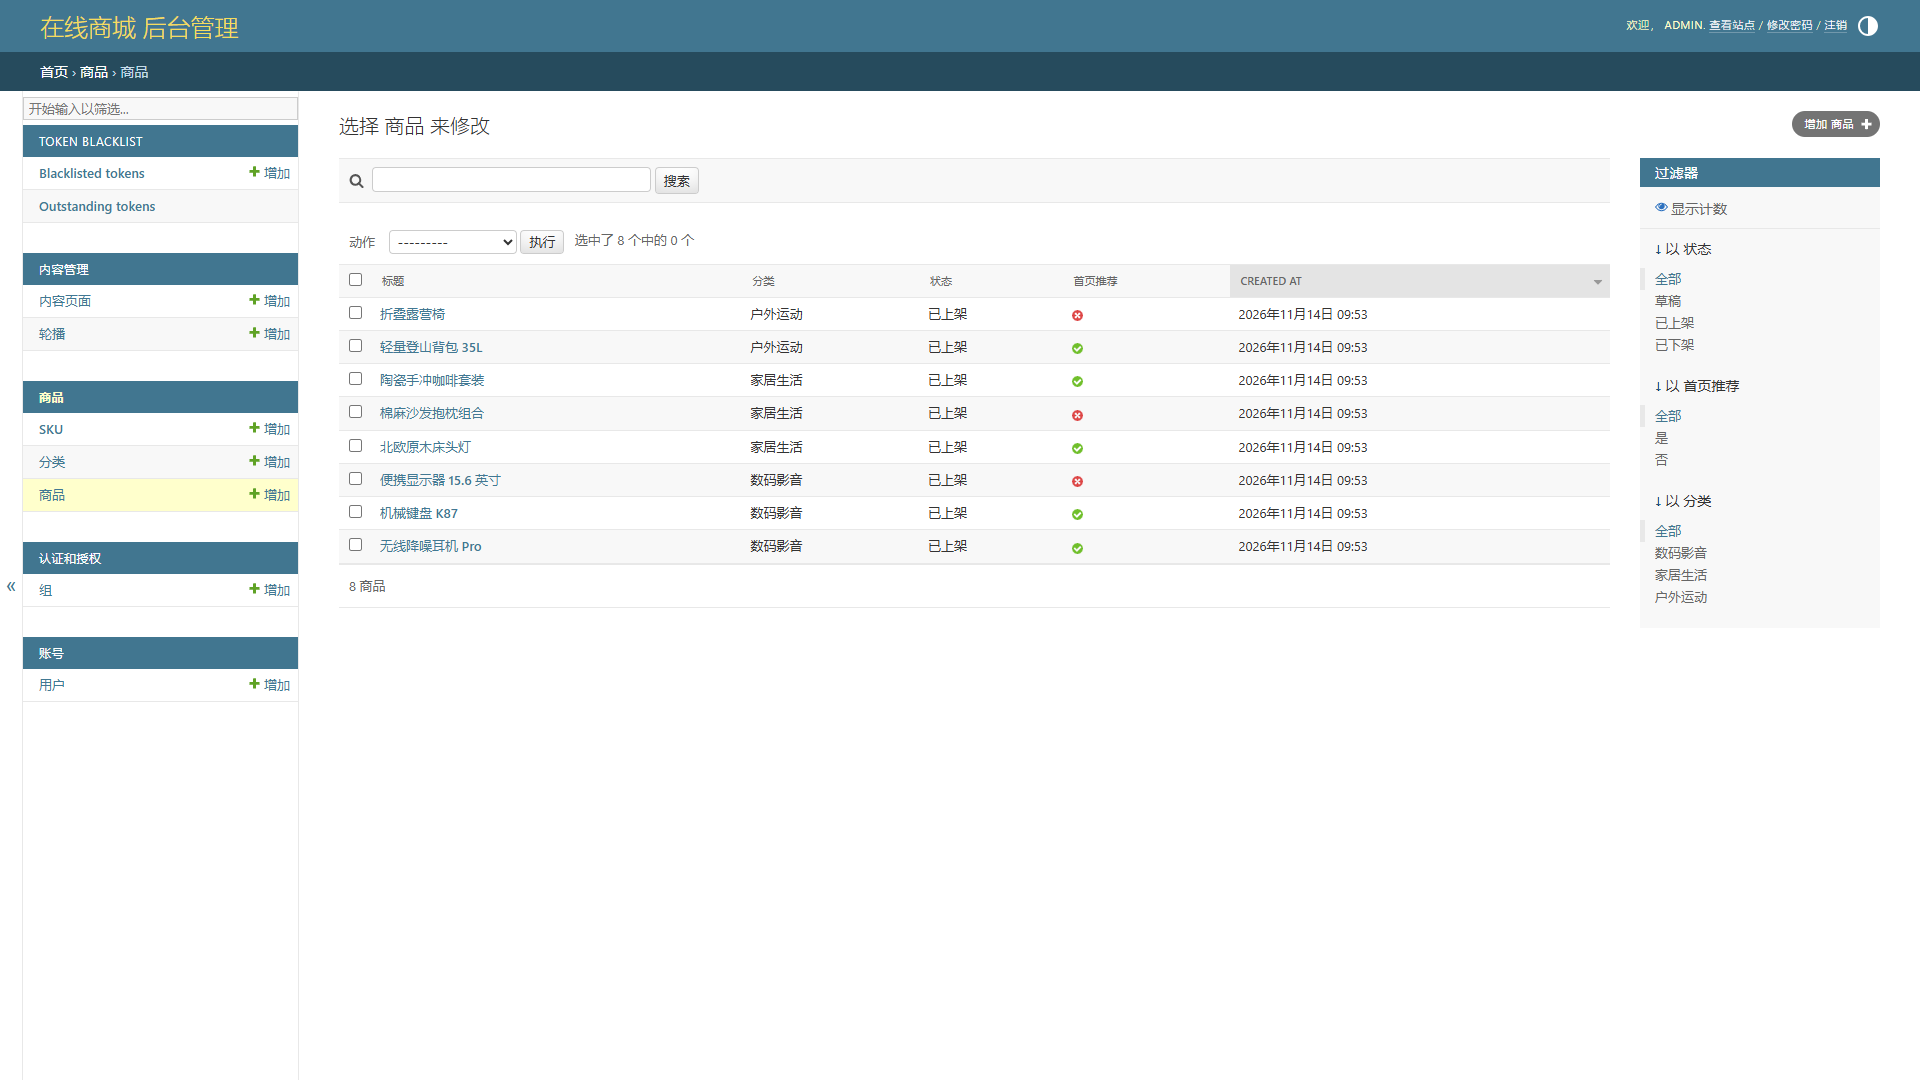 在线商城 后台管理
欢迎， ADMIN. 查看站点 / 修改密码 / 注销
首页 › 商品 › 商品
开始输入以筛选...
TOKEN BLACKLIST
Blacklisted tokens 增加
Outstanding tokens
内容管理
内容页面 增加
轮播 增加
商品
SKU 增加
分类 增加
商品 增加
认证和授权
组 增加
账号
用户 增加
«
选择 商品 来修改
增加 商品
搜索
动作 --------- 执行 选中了 8 个中的 0 个
标题 分类 状态 首页推荐 CREATED AT
折叠露营椅 户外运动 已上架 2026年11月14日 09:53
轻量登山背包 35L 户外运动 已上架 2026年11月14日 09:53
陶瓷手冲咖啡套装 家居生活 已上架 2026年11月14日 09:53
棉麻沙发抱枕组合 家居生活 已上架 2026年11月14日 09:53
北欧原木床头灯 家居生活 已上架 2026年11月14日 09:53
便携显示器 15.6 英寸 数码影音 已上架 2026年11月14日 09:53
机械键盘 K87 数码影音 已上架 2026年11月14日 09:53
无线降噪耳机 Pro 数码影音 已上架 2026年11月14日 09:53
8 商品
过滤器
显示计数
↓ 以 状态
全部
草稿
已上架
已下架
↓ 以 首页推荐
全部
是
否
↓ 以 分类
全部
数码影音
家居生活
户外运动